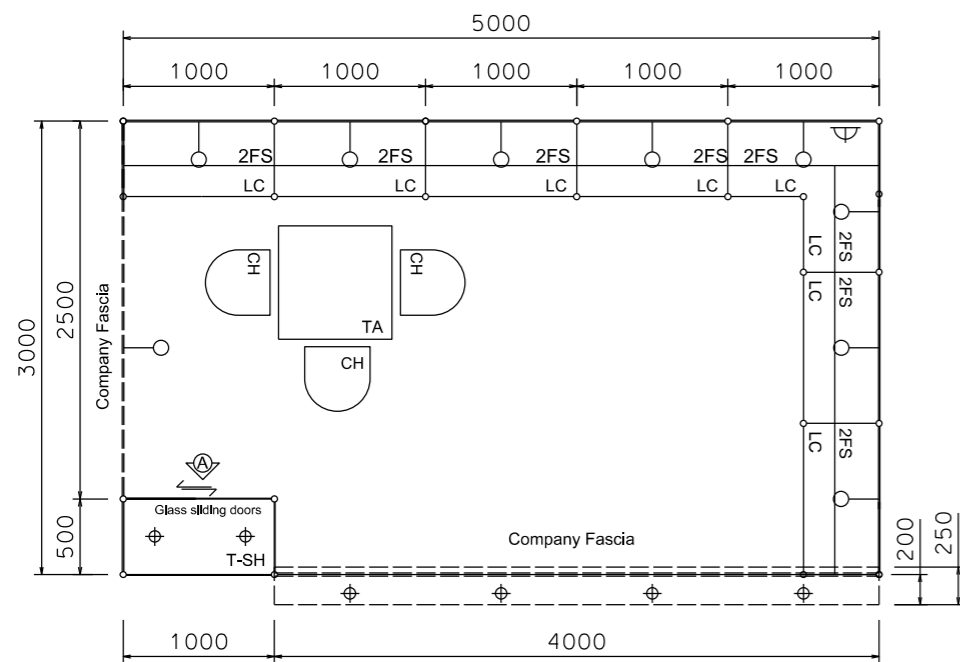 5000
1000 1000 1000 1000 1000
2FS 2FS 2FS 2FS 2FS
LC LC LC LC LC
3000
2500
Company Fascia
CH
CH
TA
CH
LC
2FS
LC
2FS
LC
2FS
A
Glass sliding doors
T-SH
500
Company Fascia
200
250
1000 4000